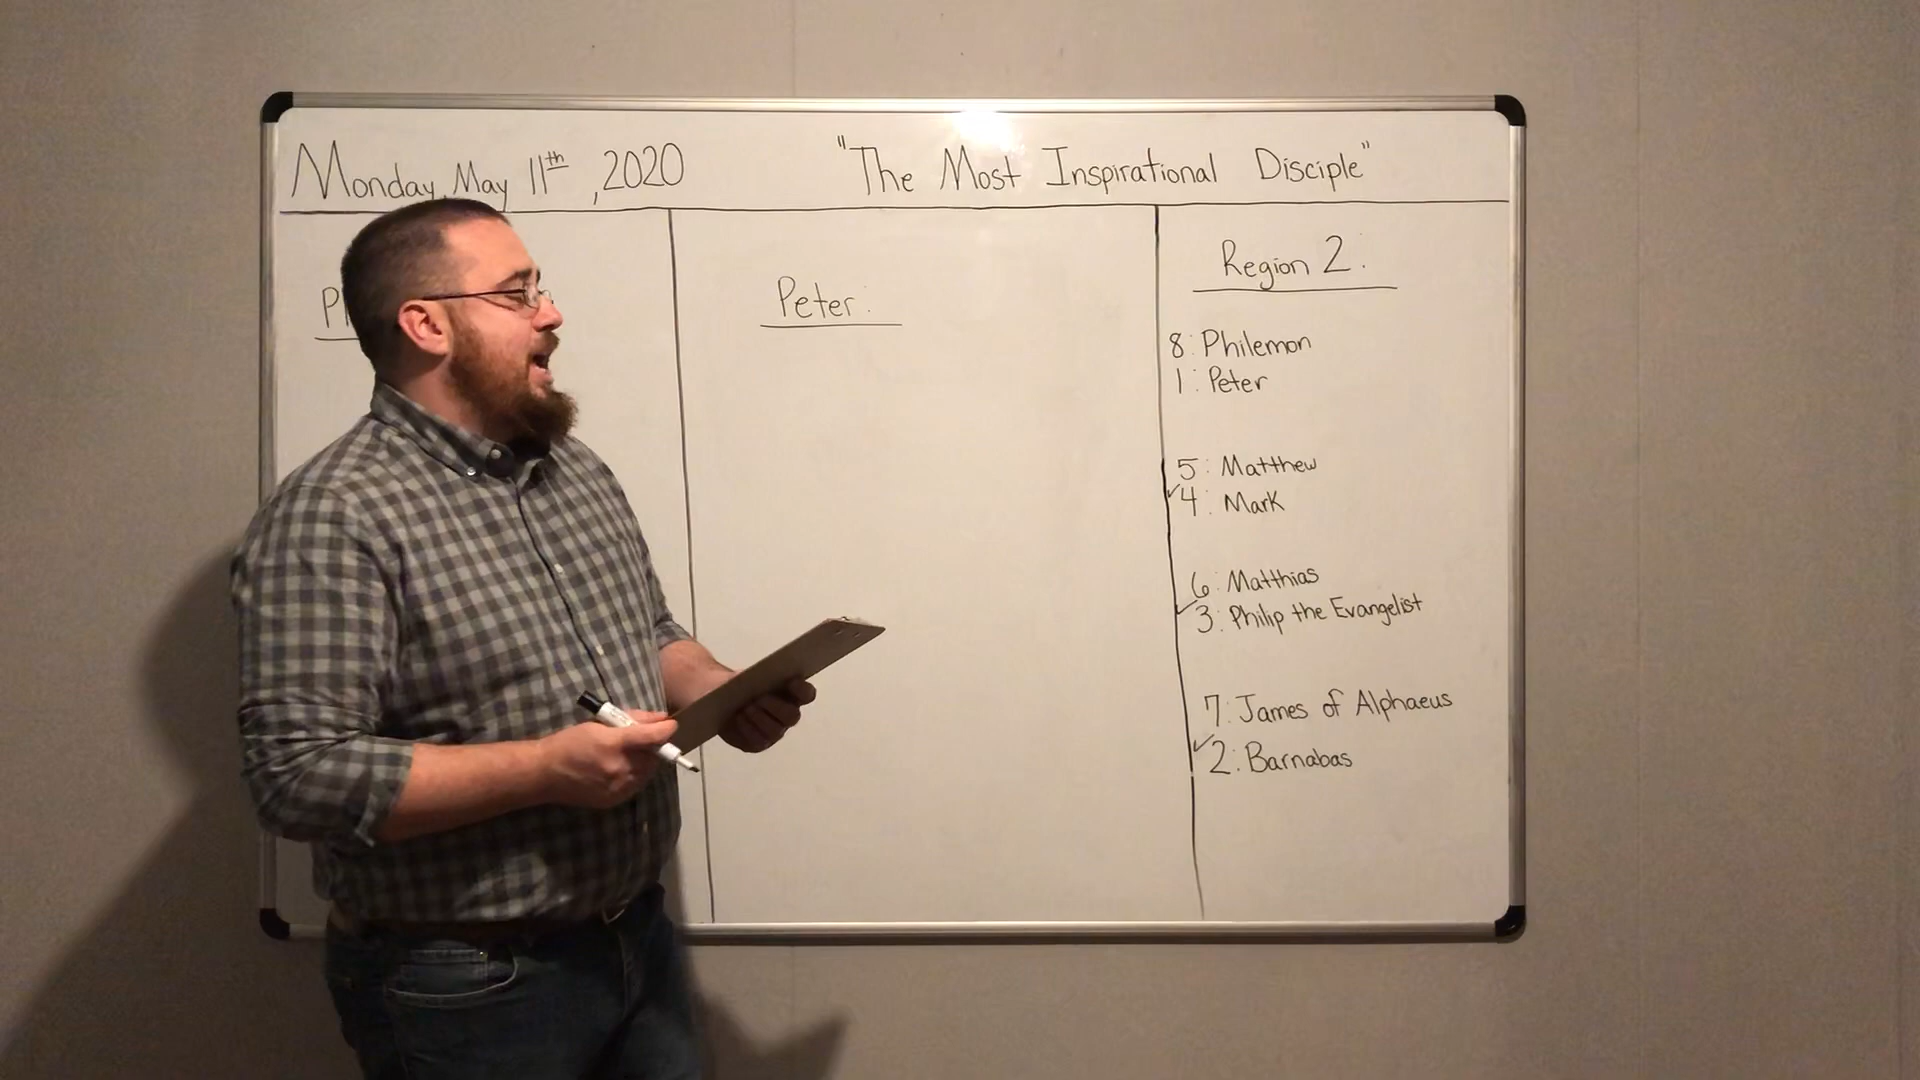 Monday, May 11th, 2020
"The Most Inspirational Disciple"
Peter:
Region 2:
8: Philemon
1: Peter
5: Matthew
✓4: Mark
6: Matthias
✓3: Philip the Evangelist
7: James of Alphaeus
✓2: Barnabas